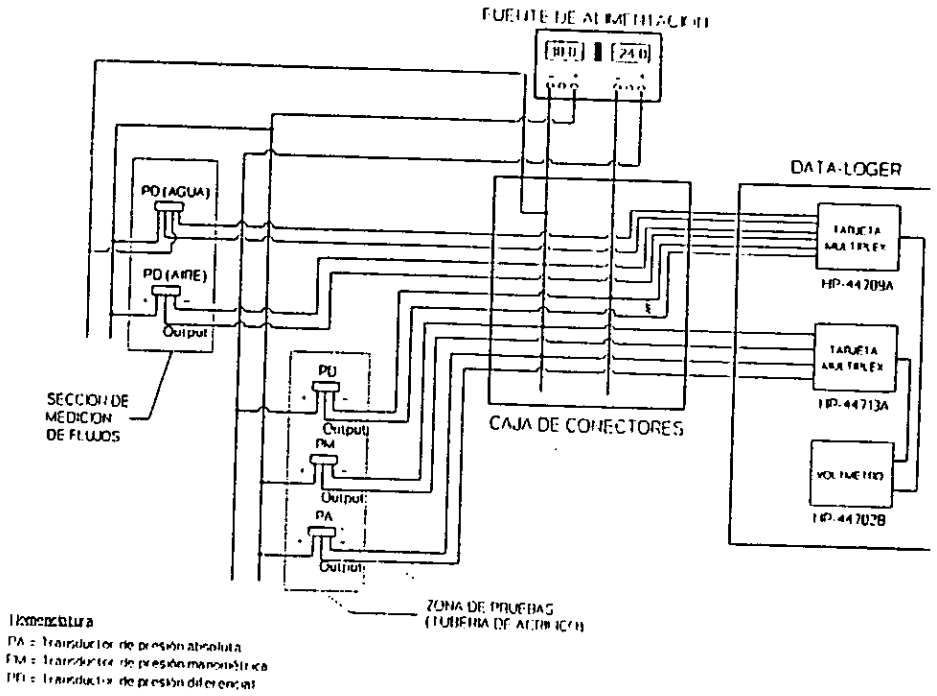 FUENTE DE ALIMENTACION
10.0
24.0
DATA-LOGER
PD (AGUA)
TARJETA
MULTIPLEX
HP-44709A
PD (AIRE)
Output
TARJETA
MULTIPLEX
HP-44713A
PD
Output
SECCION DE
MEDICION
DE FLUJOS
CAJA DE CONECTORES
PM
Output
VOLTMETRO
HP-44702B
PA
Output
ZONA DE PRUEBAS
(TUBERIA DE ACRILICO)
Nomenclatura
PA = Transductor de presión absoluta
PM = Transductor de presión manométrica
PD = Transductor de presión diferencial